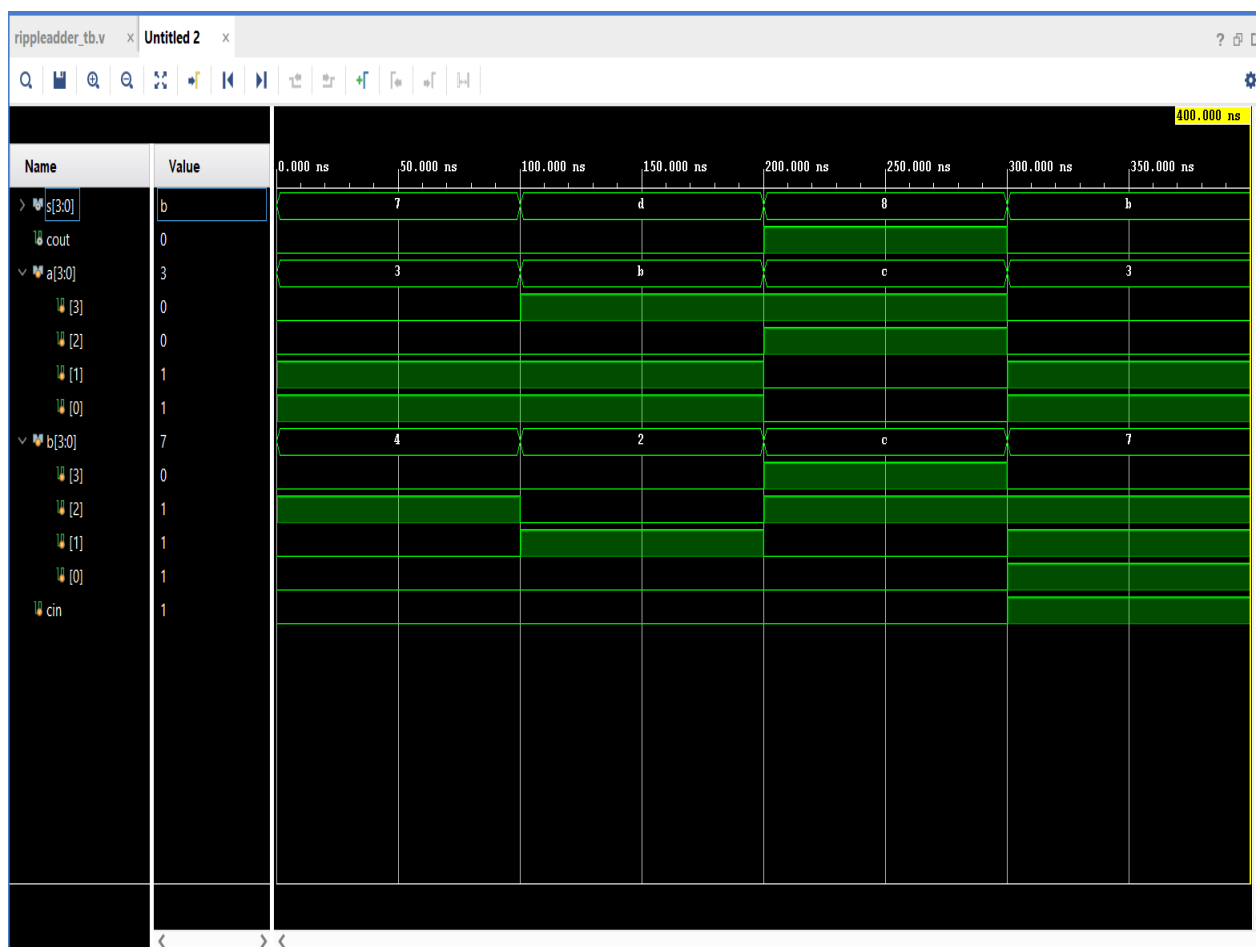 rippleadder_tb.v × Untitled 2 × ?
400.000 ns
Name Value 0.000 ns 50.000 ns 100.000 ns 150.000 ns 200.000 ns 250.000 ns 300.000 ns 350.000 ns
s[3:0] b 7 d 8 b
cout 0
a[3:0] 3 3 b c 3
[3] 0
[2] 0
[1] 1
[0] 1
b[3:0] 7 4 2 c 7
[3] 0
[2] 1
[1] 1
[0] 1
cin 1